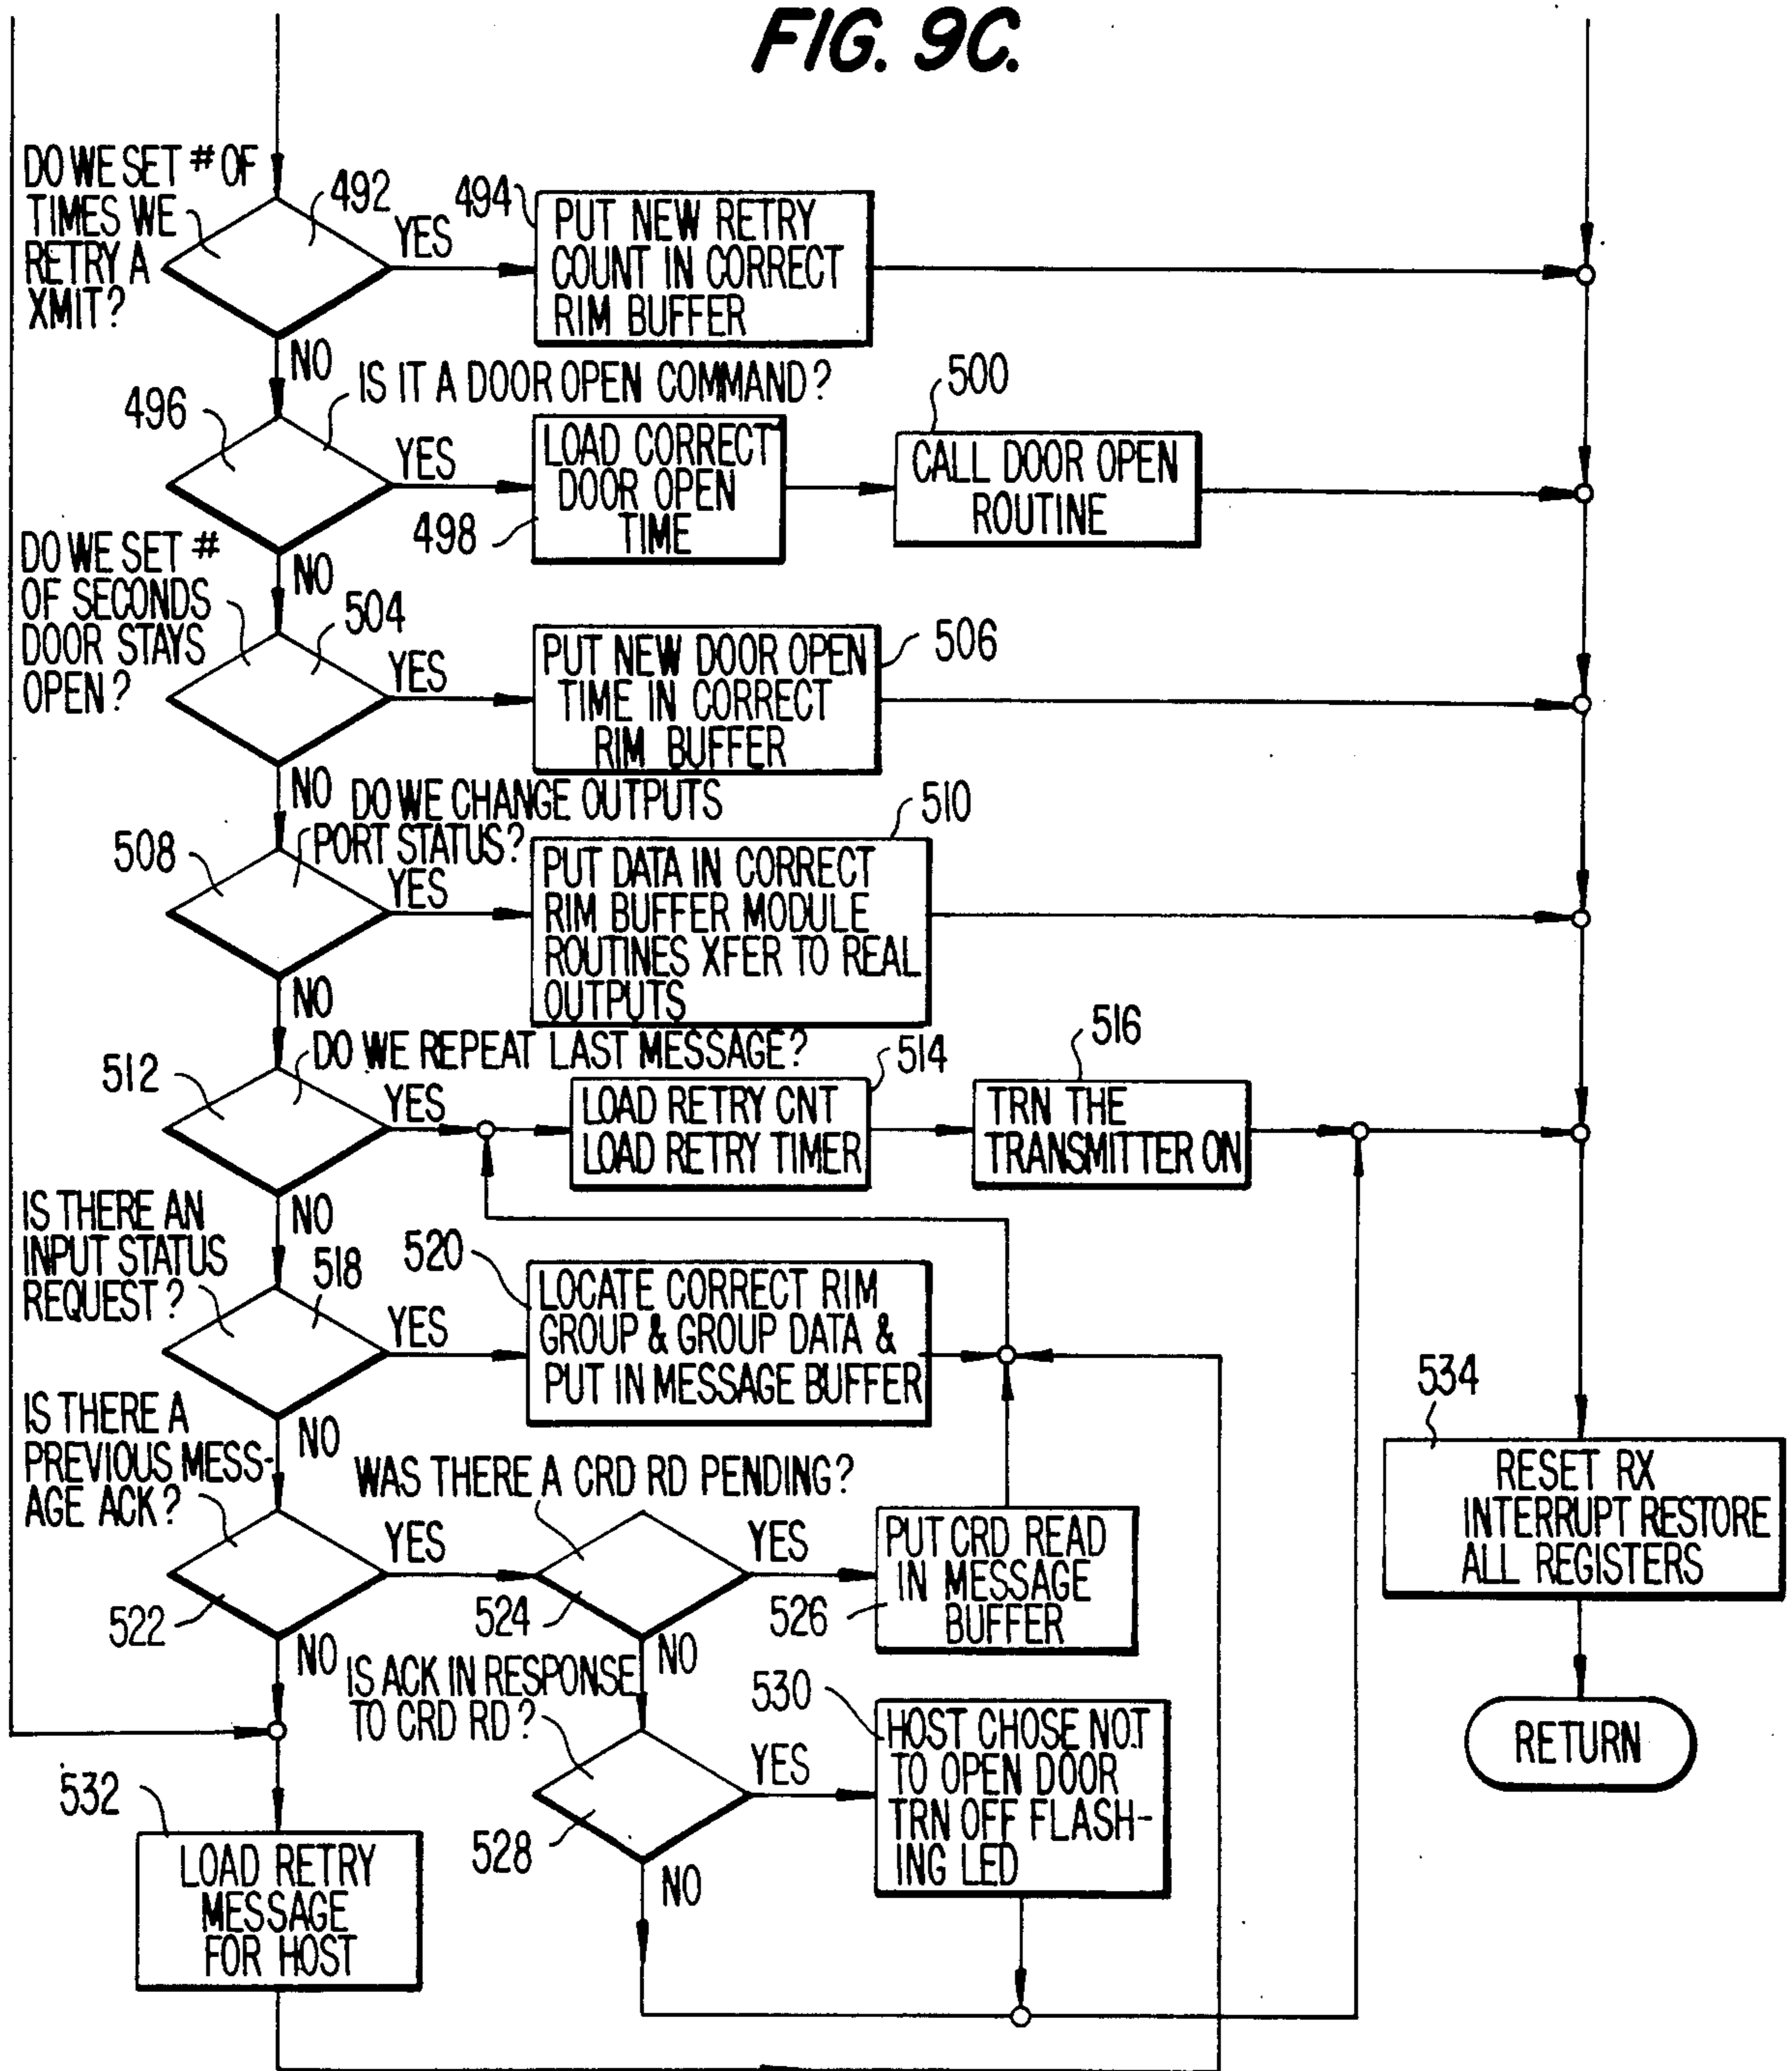 FIG. 9C.
DO WE SET # OF
TIMES WE
RETRY A
XMIT?
492
YES
NO
494
PUT NEW RETRY
COUNT IN CORRECT
RIM BUFFER
IS IT A DOOR OPEN COMMAND?
496
YES
NO
LOAD CORRECT
DOOR OPEN
TIME
498
500
CALL DOOR OPEN
ROUTINE
DO WE SET #
OF SECONDS
DOOR STAYS
OPEN?
504
YES
NO
PUT NEW DOOR OPEN
TIME IN CORRECT
RIM BUFFER
506
DO WE CHANGE OUTPUTS
PORT STATUS?
508
YES
NO
510
PUT DATA IN CORRECT
RIM BUFFER MODULE
ROUTINES XFER TO REAL
OUTPUTS
DO WE REPEAT LAST MESSAGE?
512
YES
NO
514
LOAD RETRY CNT
LOAD RETRY TIMER
516
TRN THE
TRANSMITTER ON
IS THERE AN
INPUT STATUS
REQUEST?
518
YES
NO
520
LOCATE CORRECT RIM
GROUP & GROUP DATA &
PUT IN MESSAGE BUFFER
IS THERE A
PREVIOUS MESS-
AGE ACK?
522
YES
NO
WAS THERE A CRD RD PENDING?
524
YES
NO
PUT CRD READ
IN MESSAGE
BUFFER
526
534
RESET RX
INTERRUPT RESTORE
ALL REGISTERS
RETURN
IS ACK IN RESPONSE
TO CRD RD?
528
YES
NO
530
HOST CHOSE NOT
TO OPEN DOOR
TRN OFF FLASH-
ING LED
532
LOAD RETRY
MESSAGE
FOR HOST